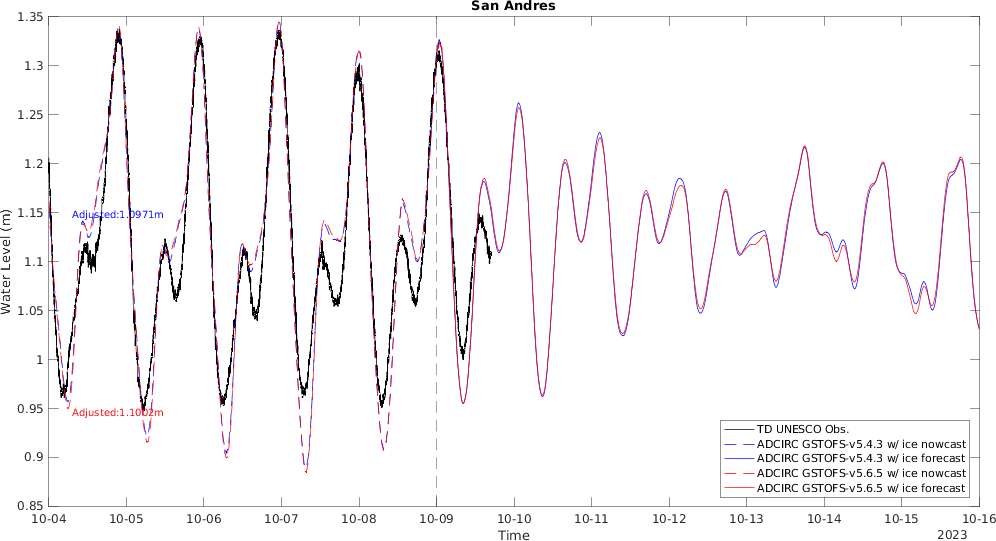 San Andres
1.35
1.3
1.25
1.2
1.15
1.1
1.05
1
0.95
0.9
0.85
Water Level (m)
Adjusted:1.0971m
Adjusted:1.1002m
TD UNESCO Obs.
ADCIRC GSTOFS-v5.4.3 w/ ice nowcast
ADCIRC GSTOFS-v5.4.3 w/ ice forecast
ADCIRC GSTOFS-v5.6.5 w/ ice nowcast
ADCIRC GSTOFS-v5.6.5 w/ ice forecast
10-04 10-05 10-06 10-07 10-08 10-09 10-10 10-11 10-12 10-13 10-14 10-15 10-16
Time
2023